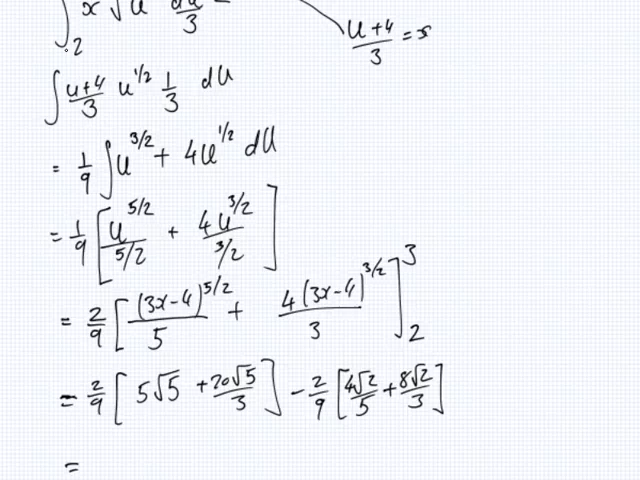 ∫₂ x √u du/3
u+4/3 = x
∫ u+4/3 u^1/2 1/3 du
= 1/9 ∫ u^3/2 + 4u^1/2 du
= 1/9 [ u^5/2 / 5/2 + 4u^3/2 / 3/2 ]
= 2/9 [ (3x-4)^5/2 / 5 + 4(3x-4)^3/2 / 3 ]³₂
= 2/9 [ 5√5 + 20√5/3 ] - 2/9 [ 4√2/5 + 8√2/3 ]
=